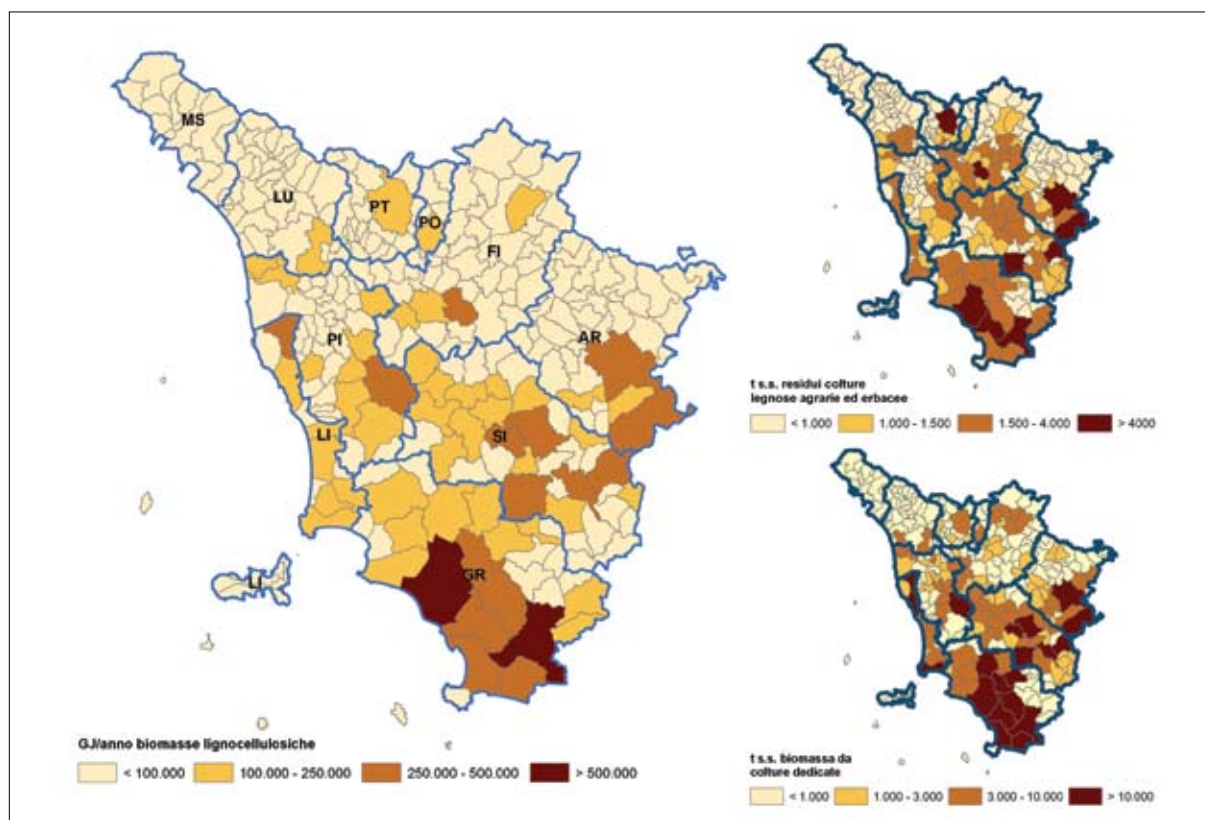 MS
LU
PT
PO
FI
PI
AR
LI
SI
GR
LI
GJ/anno biomasse lignocellulosiche
< 100.000 100.000 - 250.000 250.000 - 500.000 > 500.000
t s.s. residui colture
legnose agrarie ed erbacee
< 1.000 1.000 - 1.500 1.500 - 4.000 > 4000
t s.s. biomassa da
colture dedicate
< 1.000 1.000 - 3.000 3.000 - 10.000 > 10.000